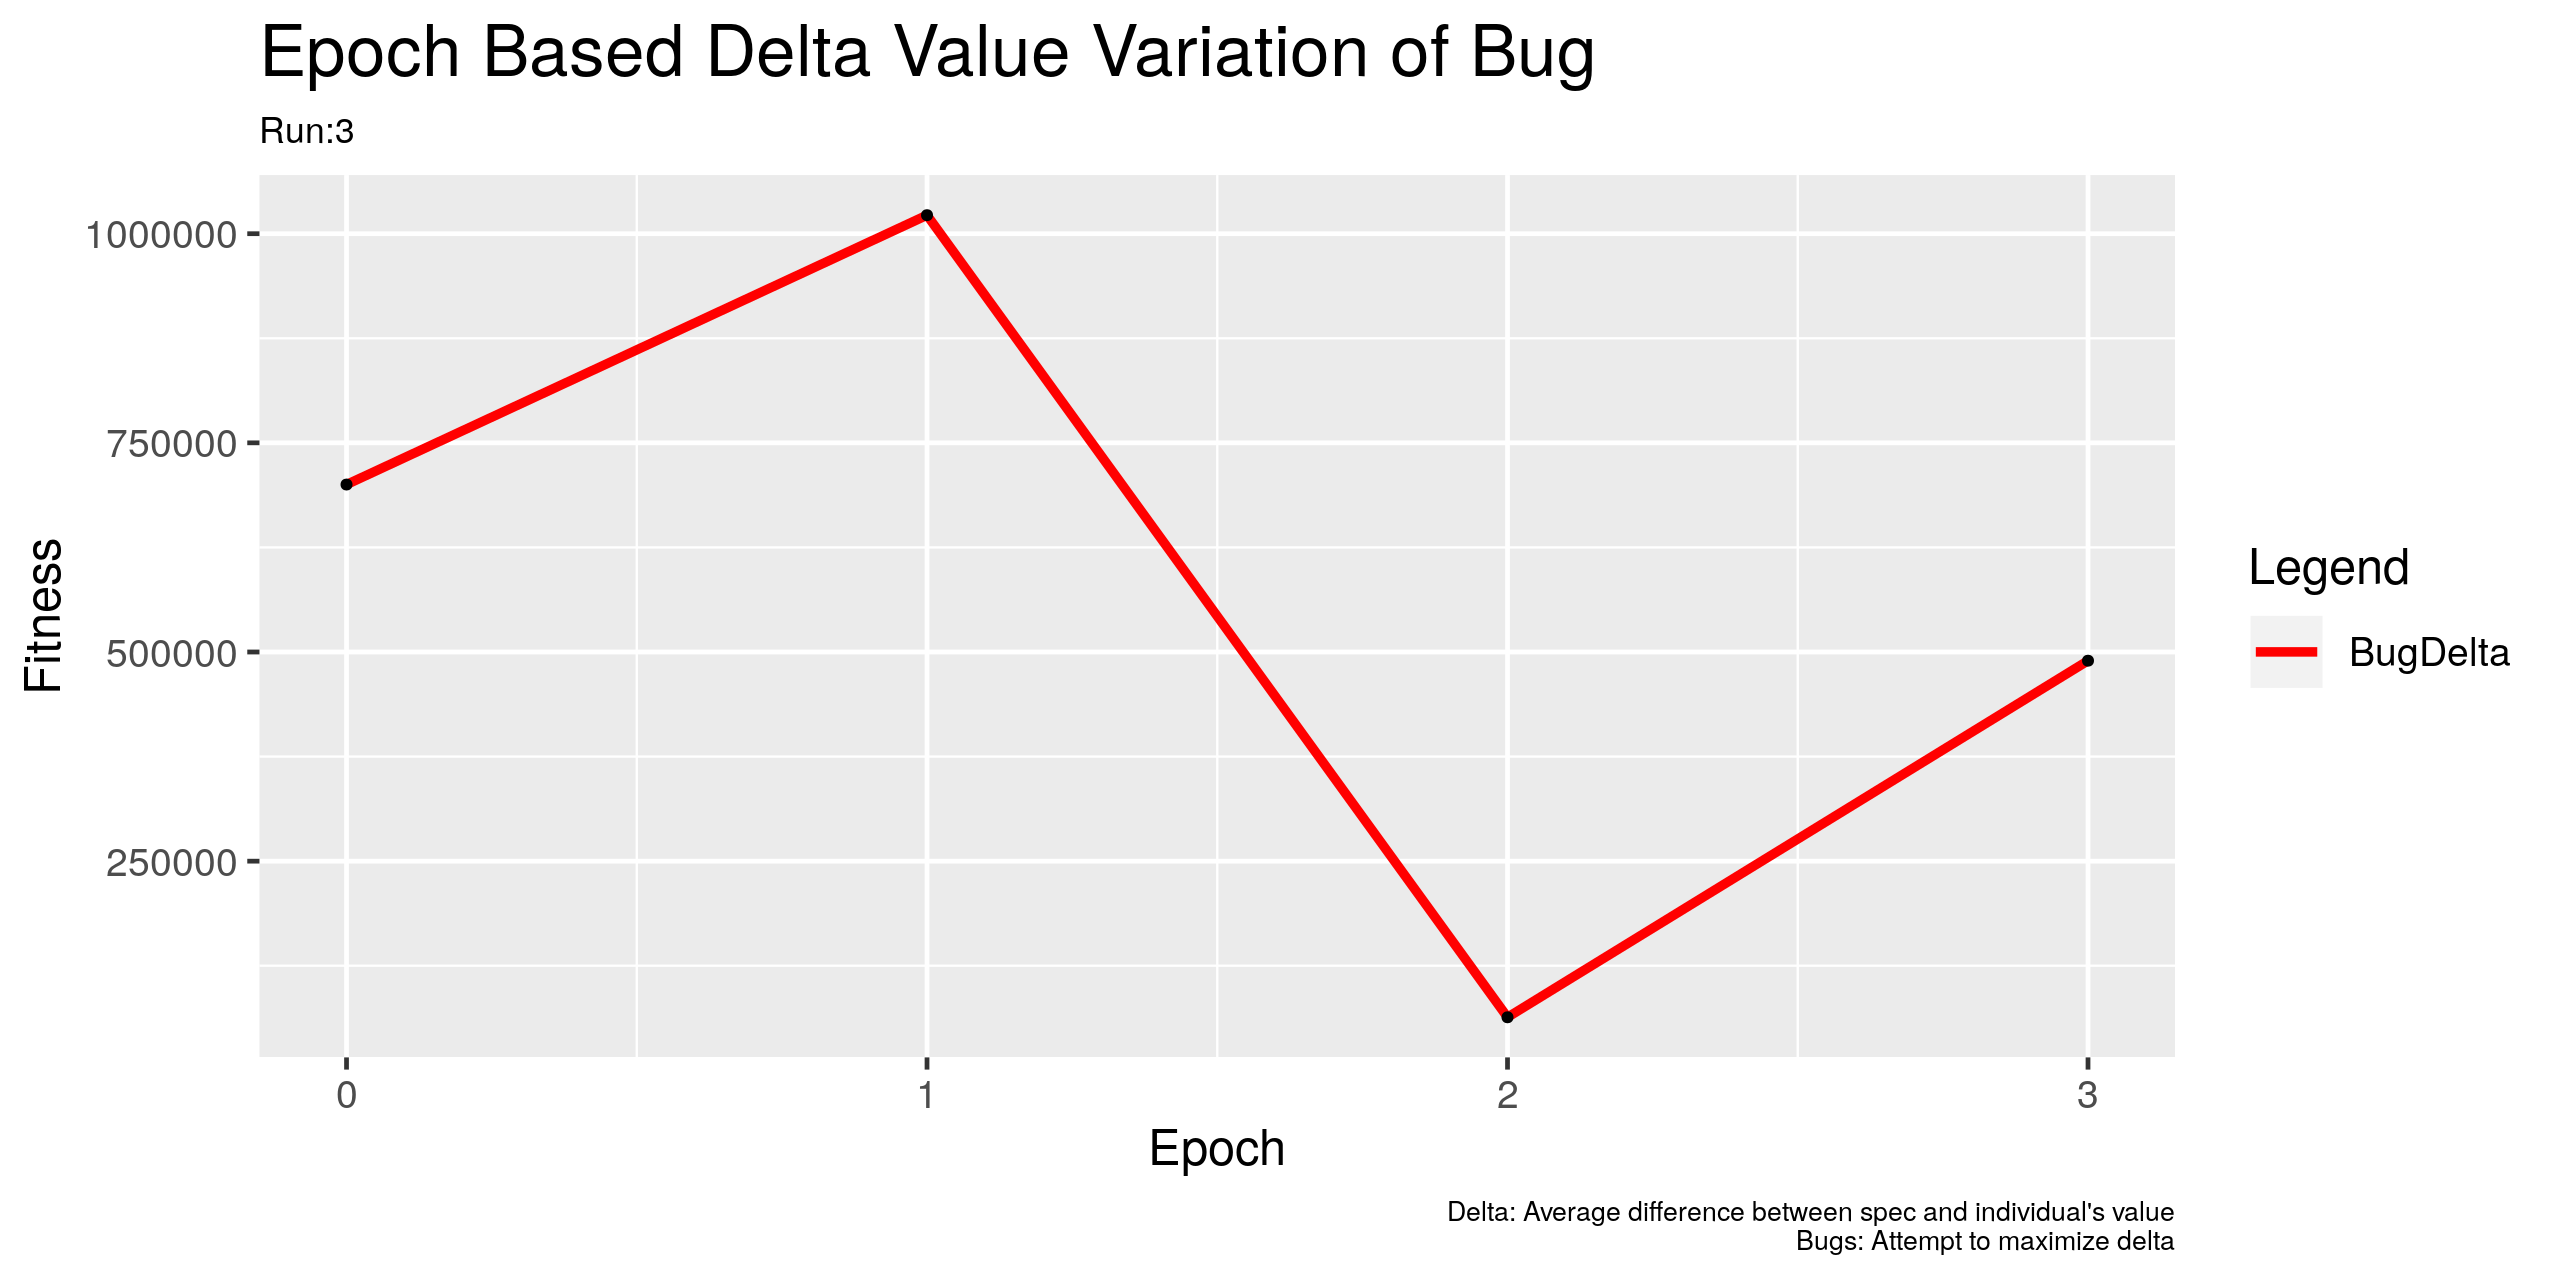 Epoch Based Delta Value Variation of Bug
Run:3
1000000
750000
500000
250000
Fitness
0
1
2
3
Epoch
Legend
BugDelta
Delta: Average difference between spec and individual's value
Bugs: Attempt to maximize delta